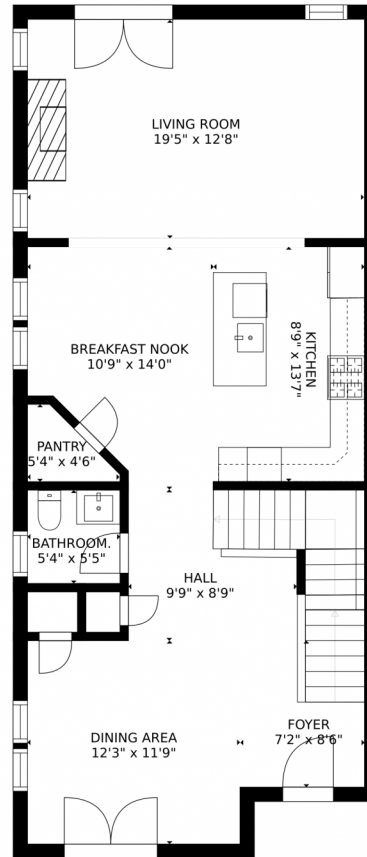 LIVING ROOM
19'5" x 12'8"
BREAKFAST NOOK
10'9" x 14'0"
KITCHEN
8'9" x 13'7"
PANTRY
5'4" x 4'6"
BATHROOM.
5'4" x 5'5"
HALL
9'9" x 8'9"
DINING AREA
12'3" x 11'9"
FOYER
7'2" x 8'6"